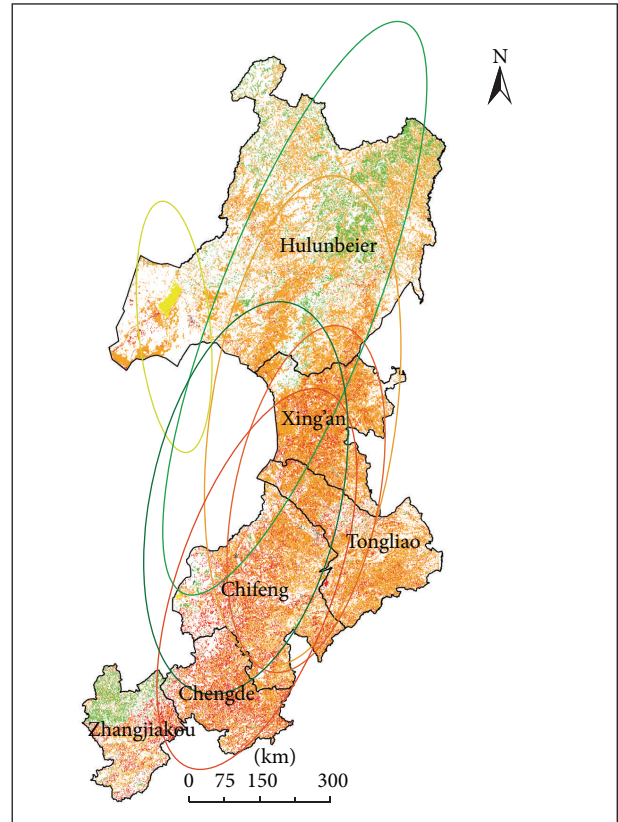 N
Hulunbeier
Xing'an
Tongliao
Chifeng
Chengde
Zhangjiakou
(km)
0 75 150 300